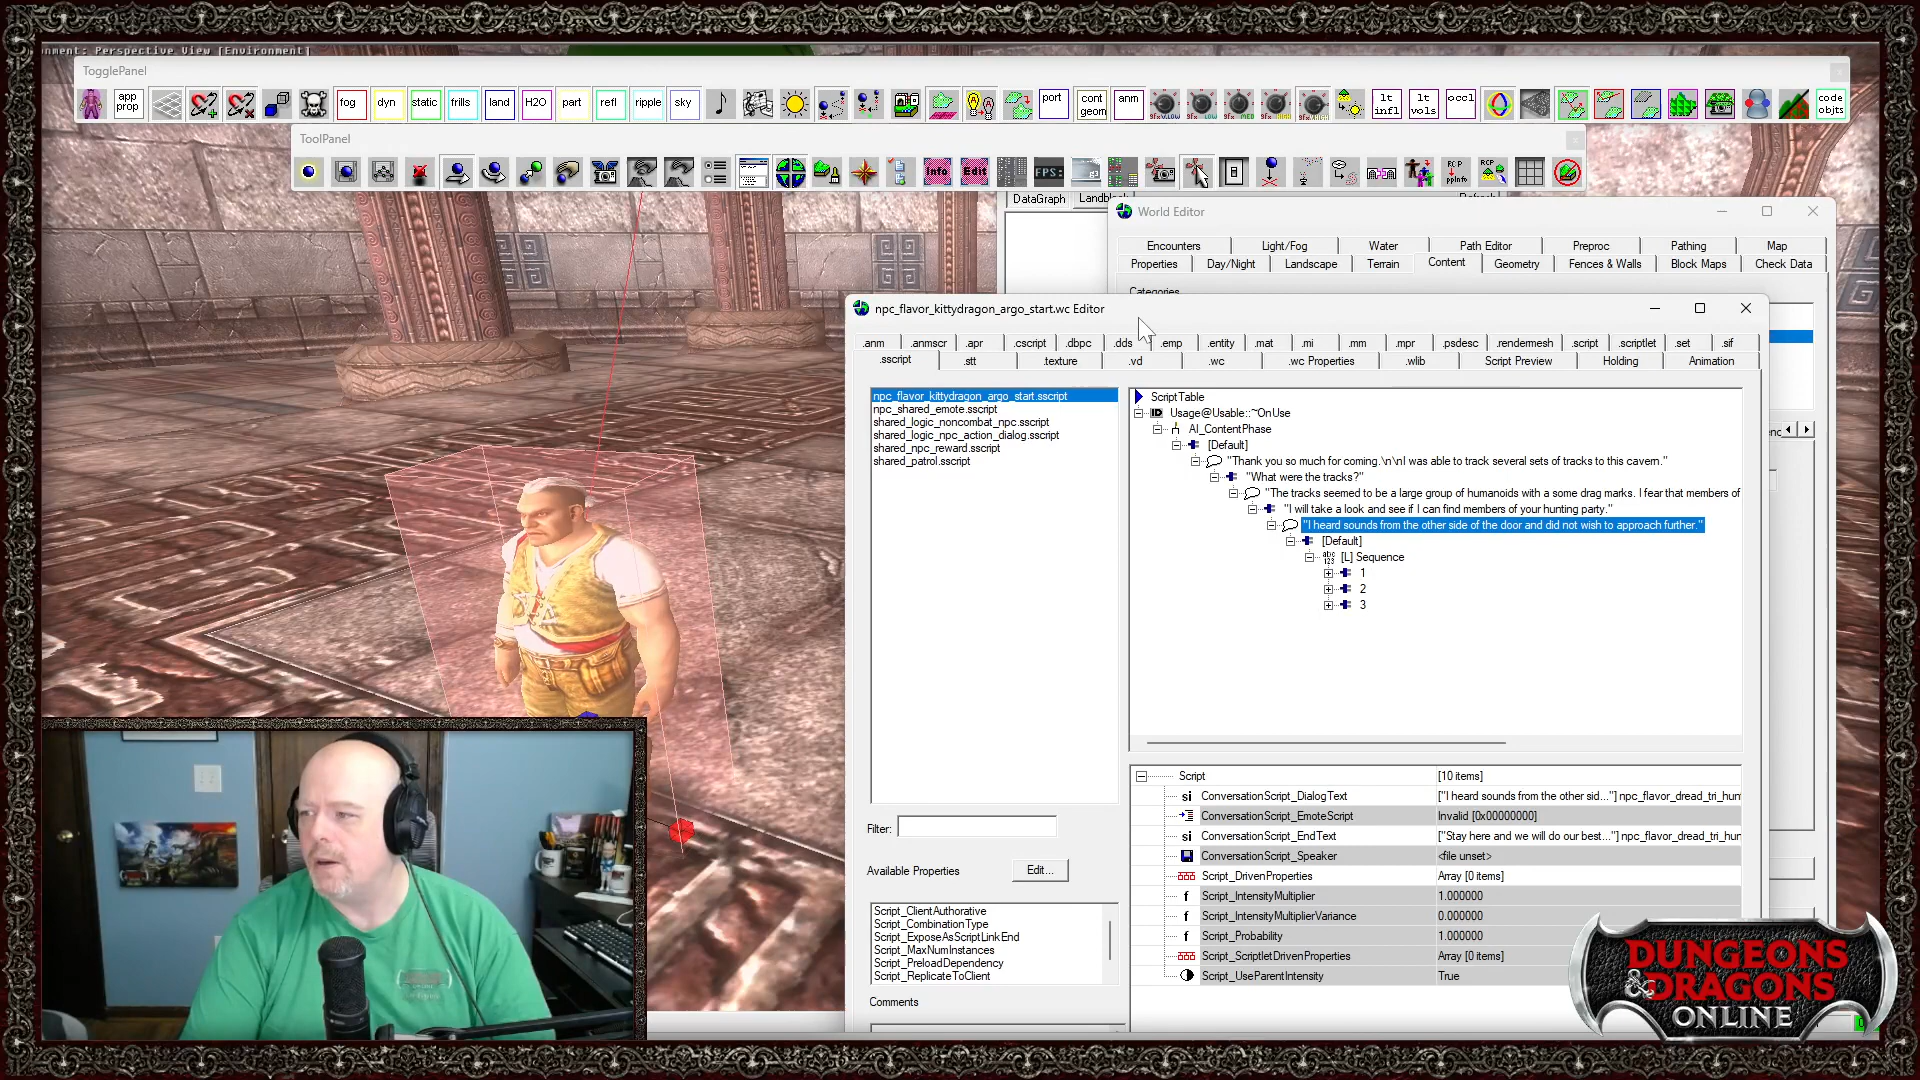 nment: Perspective View [Environment]
TogglePanel
app prop
fog
dyn
static
frills
land
H2O
part
refl
ripple
sky
port
cont geom
anm
lt infl
lt vols
occl
code objts
ToolPanel
Info
Edit
FPS:
RCP ppInfo
RCP
DataGraph
Landbl
World Editor
Encounters
Light/Fog
Water
Path Editor
Preproc
Pathing
Map
Properties
Day/Night
Landscape
Terrain
Content
Geometry
Fences & Walls
Block Maps
Check Data
Categories
npc_flavor_kittydragon_argo_start.wc Editor
.anm
.anmscr
.apr
.cscript
.dbpc
.dds
.emp
.entity
.mat
.mi
.mm
.mpr
.psdesc
.rendermesh
.script
.scriptlet
.set
.sif
.sscript
.stt
.texture
.vd
.wc
.wc Properties
.wlib
Script Preview
Holding
Animation
npc_flavor_kittydragon_argo_start.sscript
npc_shared_emote.sscript
shared_logic_noncombat_npc.sscript
shared_logic_npc_action_dialog.sscript
shared_npc_reward.sscript
shared_patrol.sscript
ScriptTable
ID Usage@Usable::~OnUse
AI_ContentPhase
[Default]
"Thank you so much for coming.\n\nI was able to track several sets of tracks to this cavern."
"What were the tracks?"
"The tracks seemed to be a large group of humanoids with a some drag marks. I fear that members of
"I will take a look and see if I can find members of your hunting party."
"I heard sounds from the other side of the door and did not wish to approach further."
[Default]
abc 123 [L] Sequence
1
2
3
Filter:
Available Properties
Edit...
Script_ClientAuthorative
Script_CombinationType
Script_ExposeAsScriptLinkEnd
Script_MaxNumInstances
Script_PreloadDependency
Script_ReplicateToClient
Comments
Script [10 items]
si ConversationScript_DialogText ["I heard sounds from the other sid..."] npc_flavor_dread_tri_hun
ConversationScript_EmoteScript Invalid [0x00000000]
si ConversationScript_EndText ["Stay here and we will do our best..."] npc_flavor_dread_tri_hun
ConversationScript_Speaker <file unset>
Script_DrivenProperties Array [0 items]
f Script_IntensityMultiplier 1.000000
f Script_IntensityMultiplierVariance 0.000000
f Script_Probability 1.000000
Script_ScriptletDrivenProperties Array [0 items]
Script_UseParentIntensity True
DUNGEONS
& DRAGONS
ONLINE